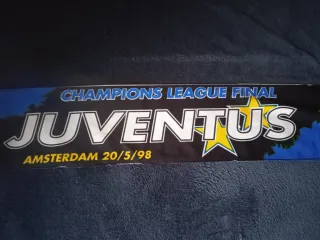 CHAMPIONS LEAGUE FINAL
JUVENTUS
AMSTERDAM 20/5/98